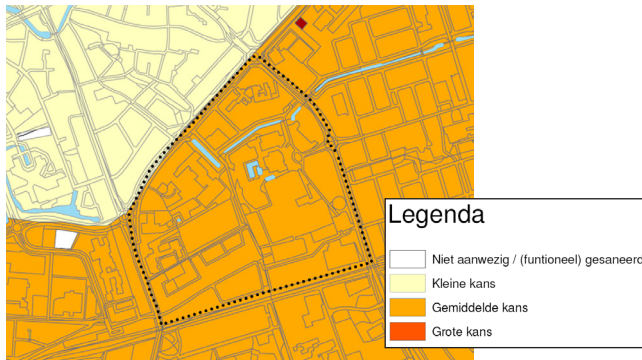 Legenda
Niet aanwezig / (funtioneel) gesaneerd
Kleine kans
Gemiddelde kans
Grote kans